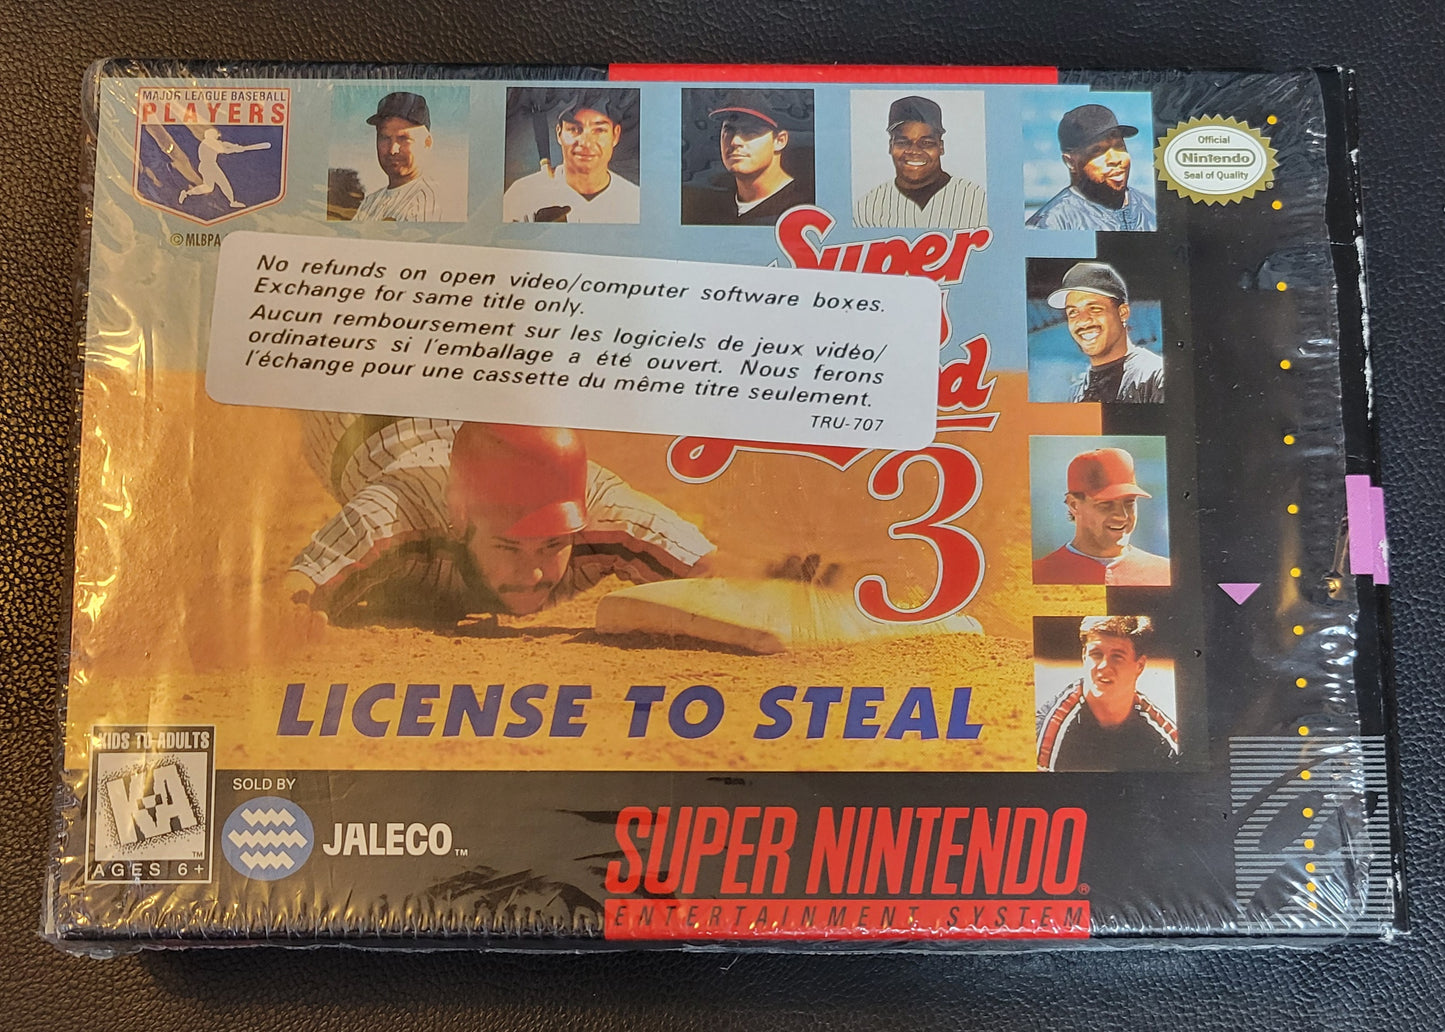 MAJOR LEAGUE BASEBALL
PLAYERS
©MLBPA
Official
Nintendo
Seal of Quality
Super
3
No refunds on open video/computer software boxes.
Exchange for same title only.
Aucun remboursement sur les logiciels de jeux vidéo/
ordinateurs si l'emballage a été ouvert. Nous ferons
l'échange pour une cassette du même titre seulement.
TRU-707
LICENSE TO STEAL
KIDS TO ADULTS
K-A
TM
AGES 6+
SOLD BY
JALECO™
SUPER NINTENDO®
ENTERTAINMENT SYSTEM